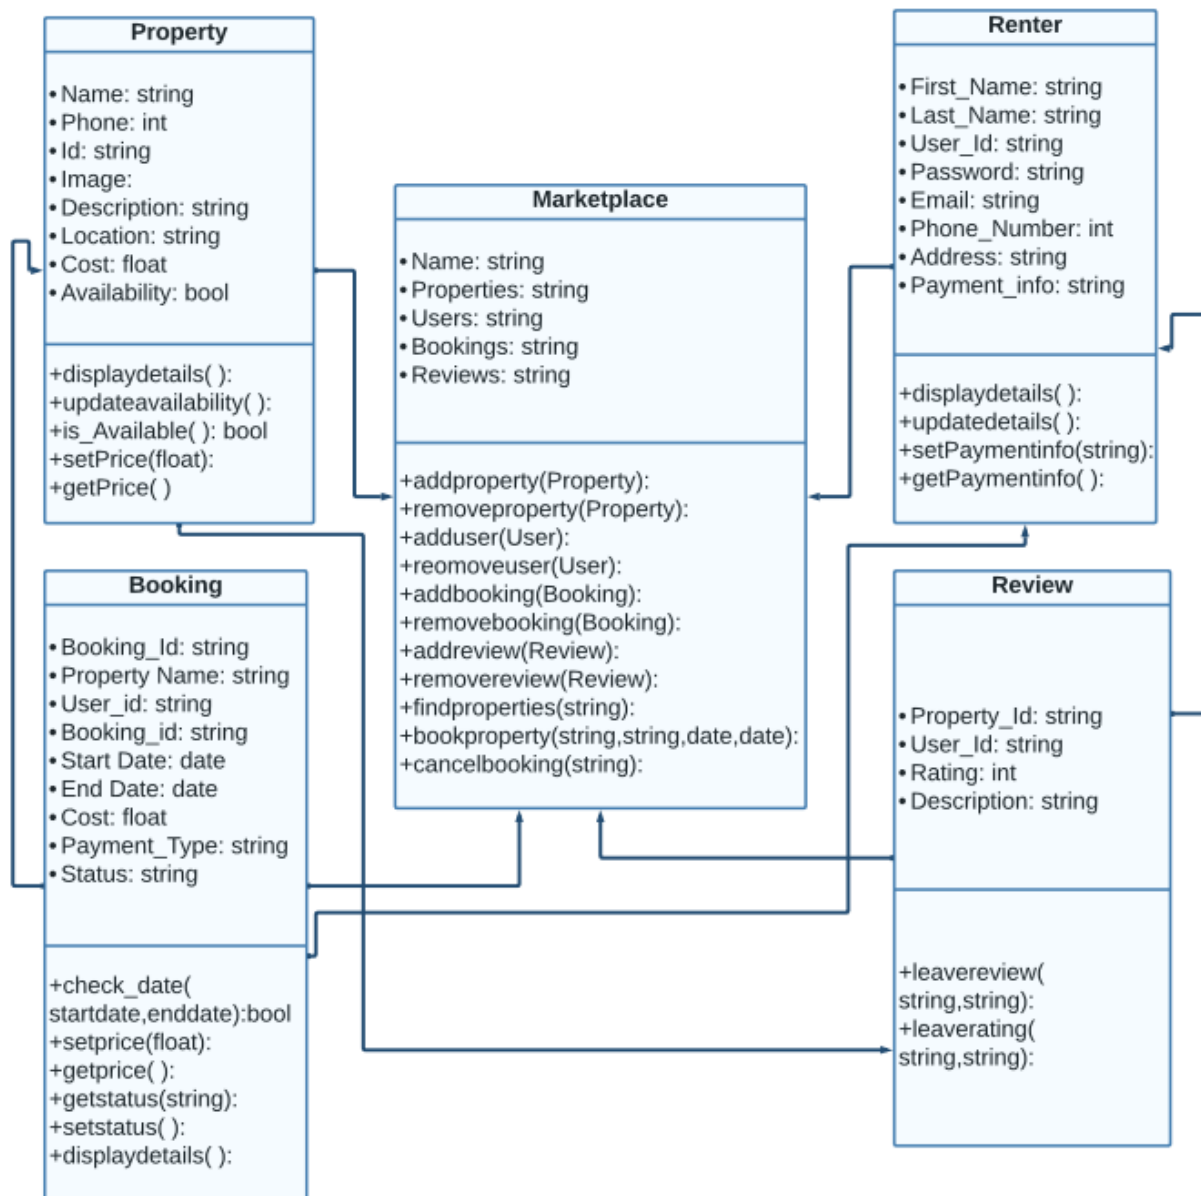 Property
• Name: string
• Phone: int
• Id: string
• Image:
• Description: string
• Location: string
• Cost: float
• Availability: bool
+displaydetails( ):
+updateavailability( ):
+is_Available( ): bool
+setPrice(float):
+getPrice( )
Marketplace
• Name: string
• Properties: string
• Users: string
• Bookings: string
• Reviews: string
+addproperty(Property):
+removeproperty(Property):
+adduser(User):
+reomoveuser(User):
+addbooking(Booking):
+removebooking(Booking):
+addreview(Review):
+removereview(Review):
+findproperties(string):
+bookproperty(string,string,date,date):
+cancelbooking(string):
Renter
• First_Name: string
• Last_Name: string
• User_Id: string
• Password: string
• Email: string
• Phone_Number: int
• Address: string
• Payment_info: string
+displaydetails( ):
+updatedetails( ):
+setPaymentinfo(string):
+getPaymentinfo( ):
Booking
• Booking_Id: string
• Property Name: string
• User_id: string
• Booking_id: string
• Start Date: date
• End Date: date
• Cost: float
• Payment_Type: string
• Status: string
+check_date(
startdate,enddate):bool
+setprice(float):
+getprice( ):
+getstatus(string):
+setstatus( ):
+displaydetails( ):
Review
• Property_Id: string
• User_Id: string
• Rating: int
• Description: string
+leavereview(
string,string):
+leaverating(
string,string):